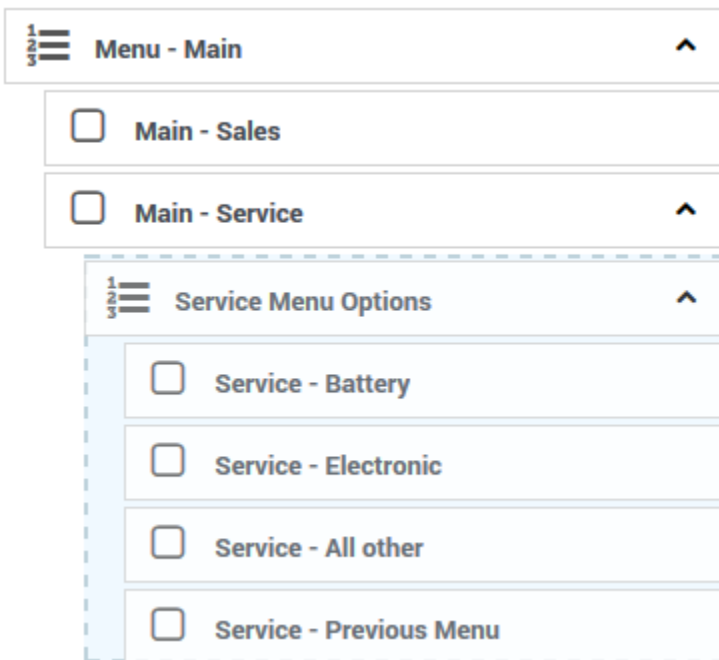 Menu - Main
Main - Sales
Main - Service
Service Menu Options
Service - Battery
Service - Electronic
Service - All other
Service - Previous Menu